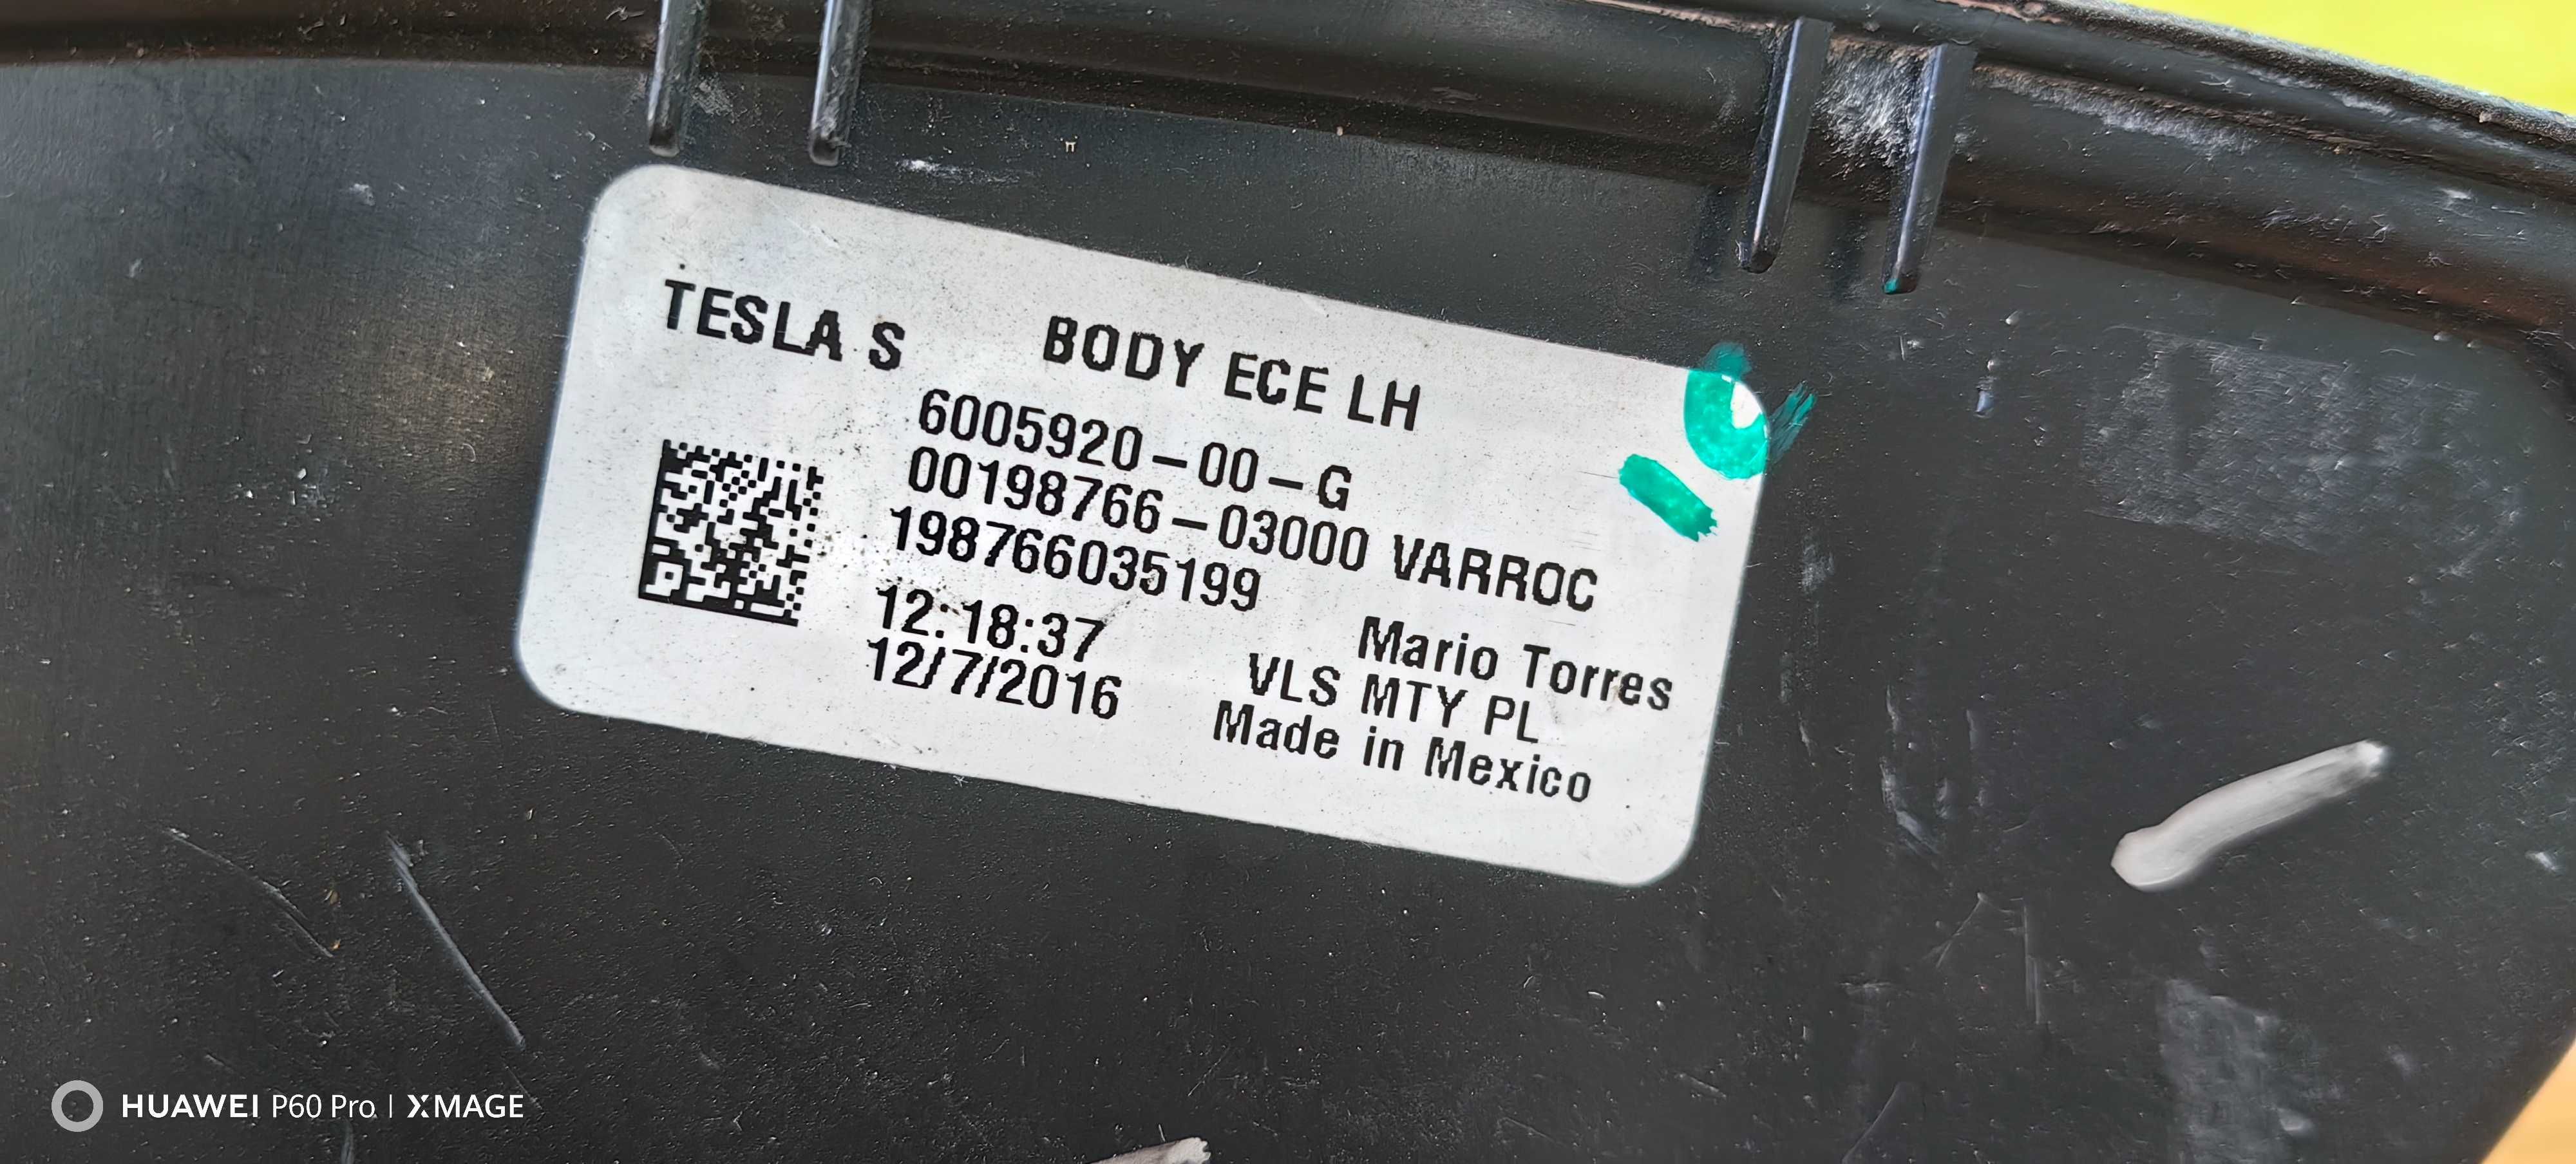 TESLA S BODY ECE LH
6005920-00-G
00198766-03000 VARROC
198766035199
12:18:37
12/7/2016
Mario Torres
VLS MTY PL
Made in Mexico
HUAWEI P60 Pro | XMAGE